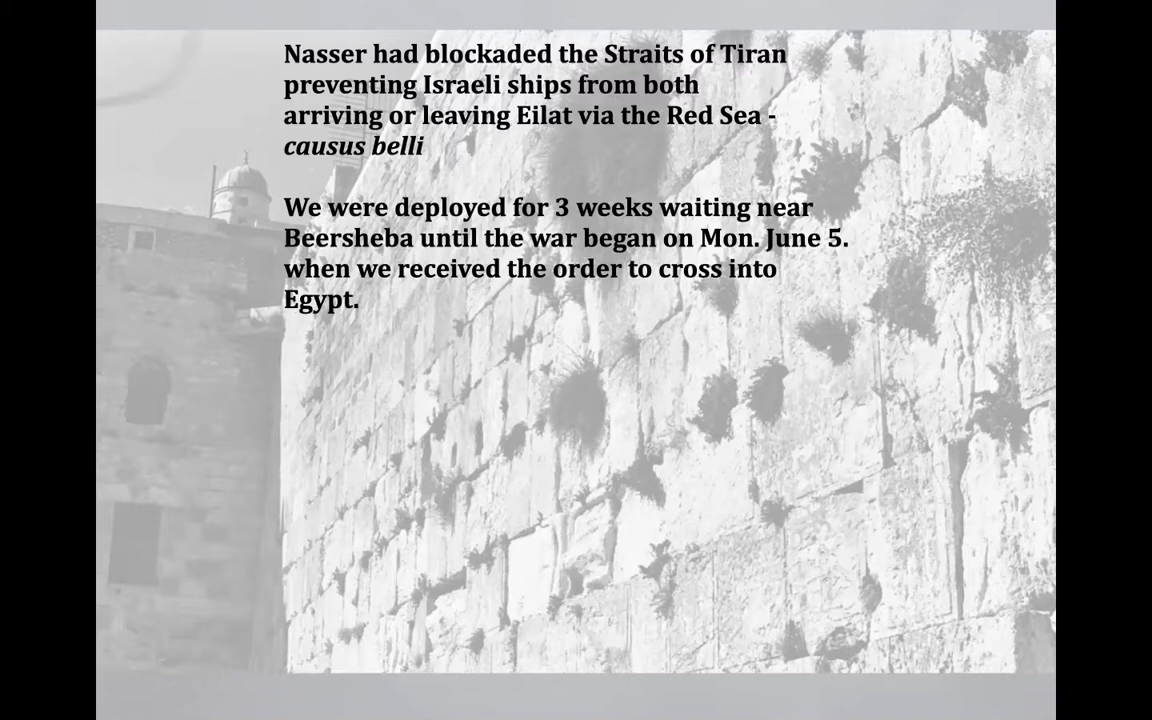 Nasser had blockaded the Straits of Tiran
preventing Israeli ships from both
arriving or leaving Eilat via the Red Sea -
causus belli
We were deployed for 3 weeks waiting near
Beersheba until the war began on Mon. June 5.
when we received the order to cross into
Egypt.